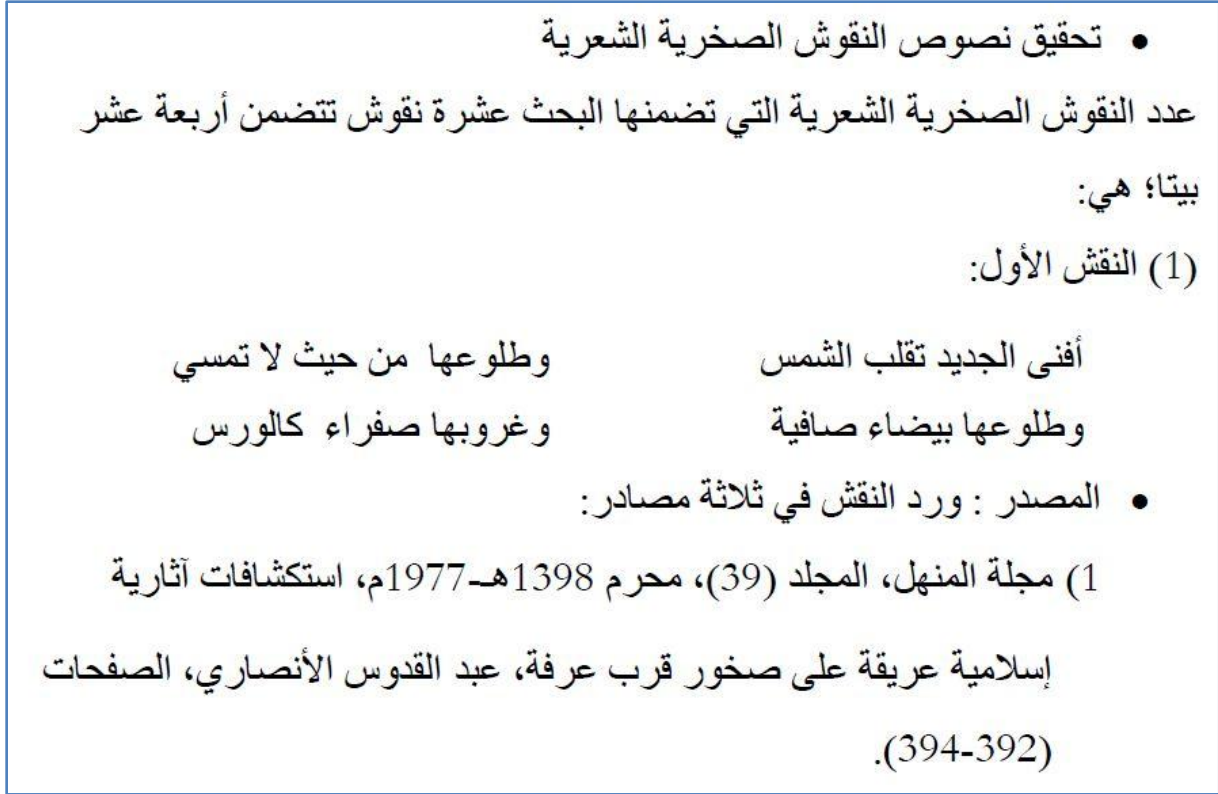 • تحقيق نصوص النقوش الصخرية الشعرية
عدد النقوش الصخرية الشعرية التي تضمنها البحث عشرة نقوش تتضمن أربعة عشر
بيتا؛ هي:
(1) النقش الأول:
أفنى الجديد تقلب الشمس وطلوعها من حيث لا تمسي
وطلوعها بيضاء صافية وغروبها صفراء كالورس
• المصدر : ورد النقش في ثلاثة مصادر:
1) مجلة المنهل، المجلد (39)، محرم 1398هـ-1977م، استكشافات آثارية
إسلامية عريقة على صخور قرب عرفة، عبد القدوس الأنصاري، الصفحات
(392-394).